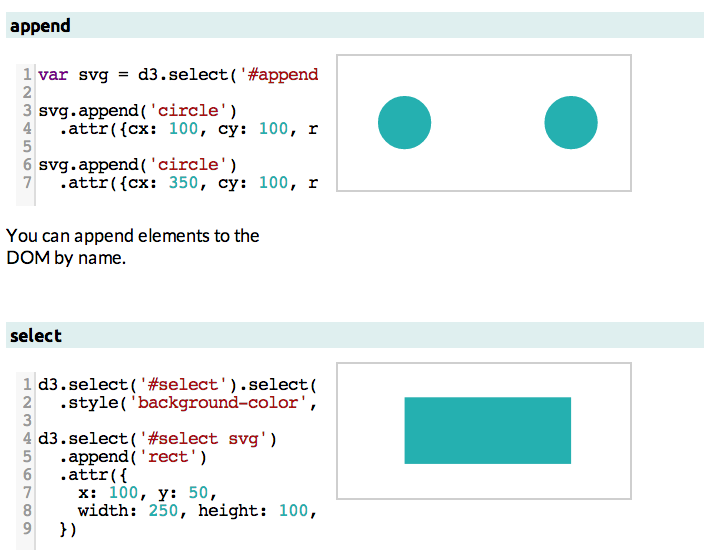 append
1 var svg = d3.select('#append
2
3 svg.append('circle')
4   .attr({cx: 100, cy: 100, r
5
6 svg.append('circle')
7   .attr({cx: 350, cy: 100, r
You can append elements to the
DOM by name.
select
1 d3.select('#select').select(
2   .style('background-color',
3
4 d3.select('#select svg')
5   .append('rect')
6   .attr({
7     x: 100, y: 50,
8     width: 250, height: 100,
9   })